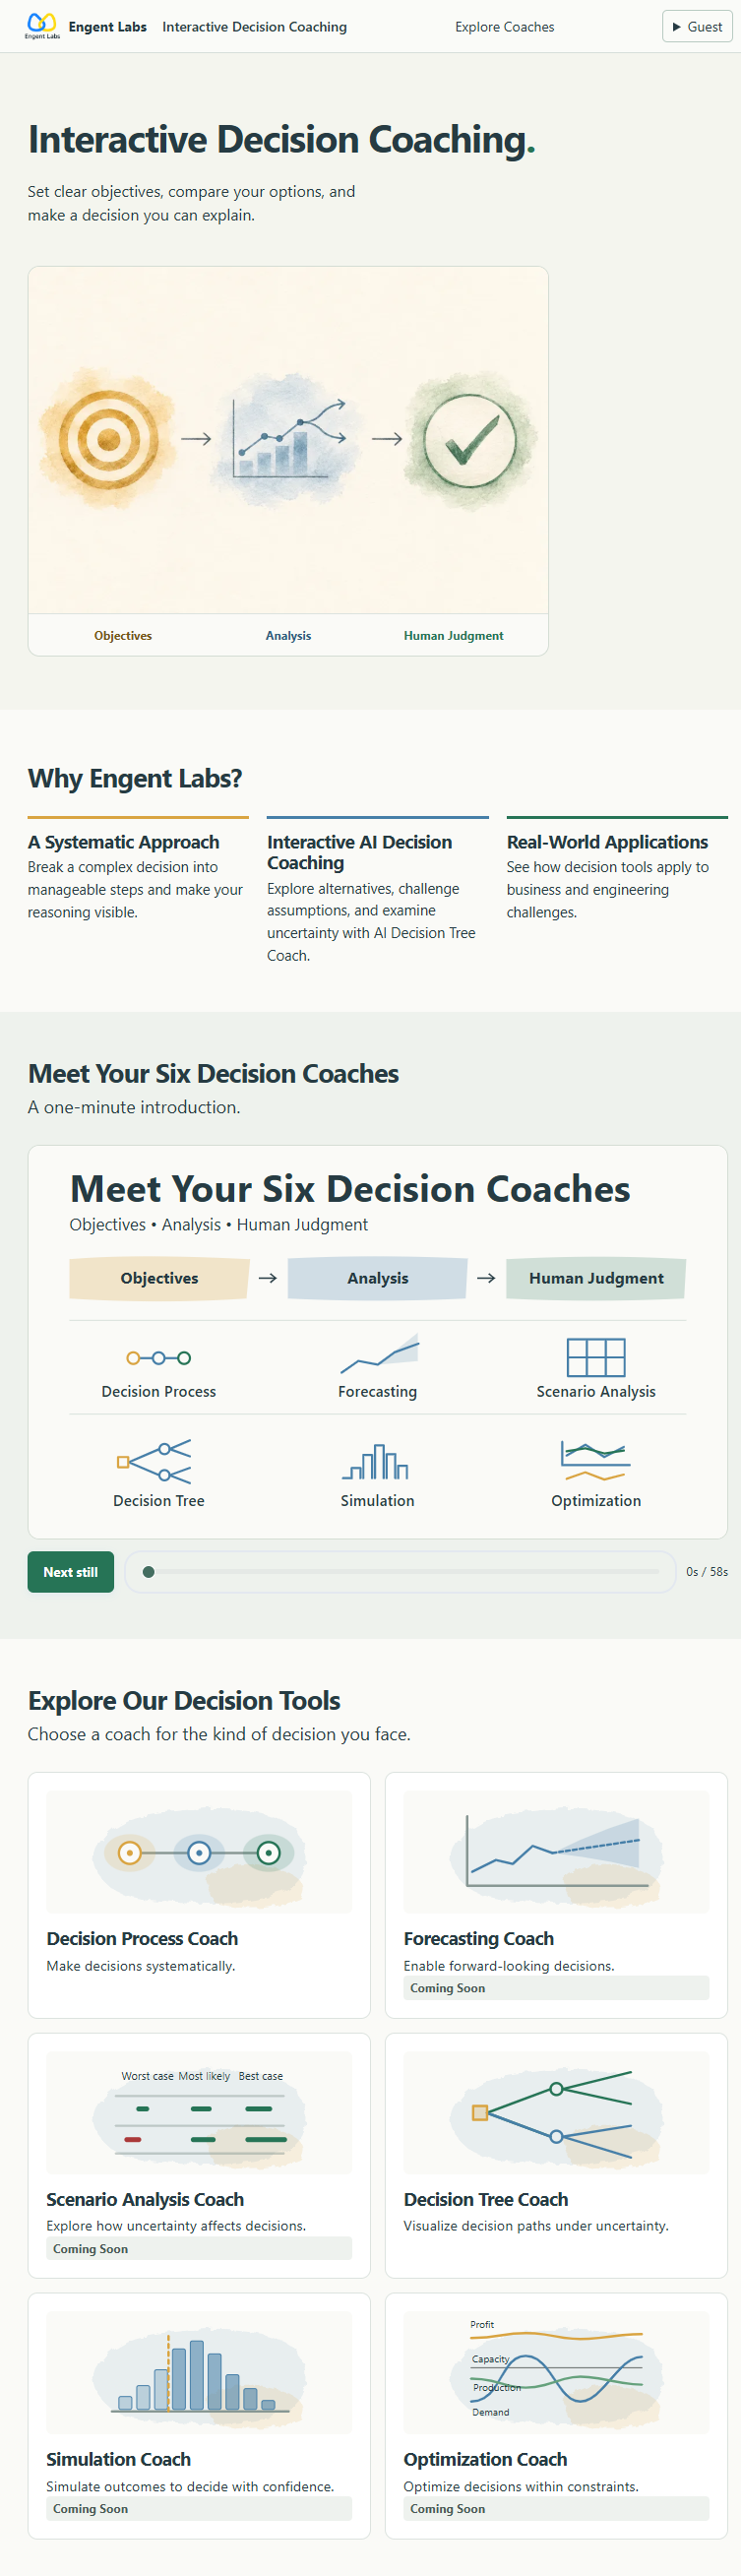 Engent Labs
Engent Labs
Interactive Decision Coaching
Explore Coaches
▶ Guest
Interactive Decision Coaching.
Set clear objectives, compare your options, and
make a decision you can explain.
Objectives
Analysis
Human Judgment
Why Engent Labs?
A Systematic Approach
Break a complex decision into
manageable steps and make your
reasoning visible.
Interactive AI Decision
Coaching
Explore alternatives, challenge
assumptions, and examine
uncertainty with AI Decision Tree
Coach.
Real-World Applications
See how decision tools apply to
business and engineering
challenges.
Meet Your Six Decision Coaches
A one-minute introduction.
Meet Your Six Decision Coaches
Objectives • Analysis • Human Judgment
Objectives → Analysis → Human Judgment
Decision Process
Forecasting
Scenario Analysis
Decision Tree
Simulation
Optimization
Next still
0s / 58s
Explore Our Decision Tools
Choose a coach for the kind of decision you face.
Decision Process Coach
Make decisions systematically.
Forecasting Coach
Enable forward-looking decisions.
Coming Soon
Worst case Most likely Best case
Scenario Analysis Coach
Explore how uncertainty affects decisions.
Coming Soon
Decision Tree Coach
Visualize decision paths under uncertainty.
Simulation Coach
Simulate outcomes to decide with confidence.
Coming Soon
Profit
Capacity
Production
Demand
Optimization Coach
Optimize decisions within constraints.
Coming Soon